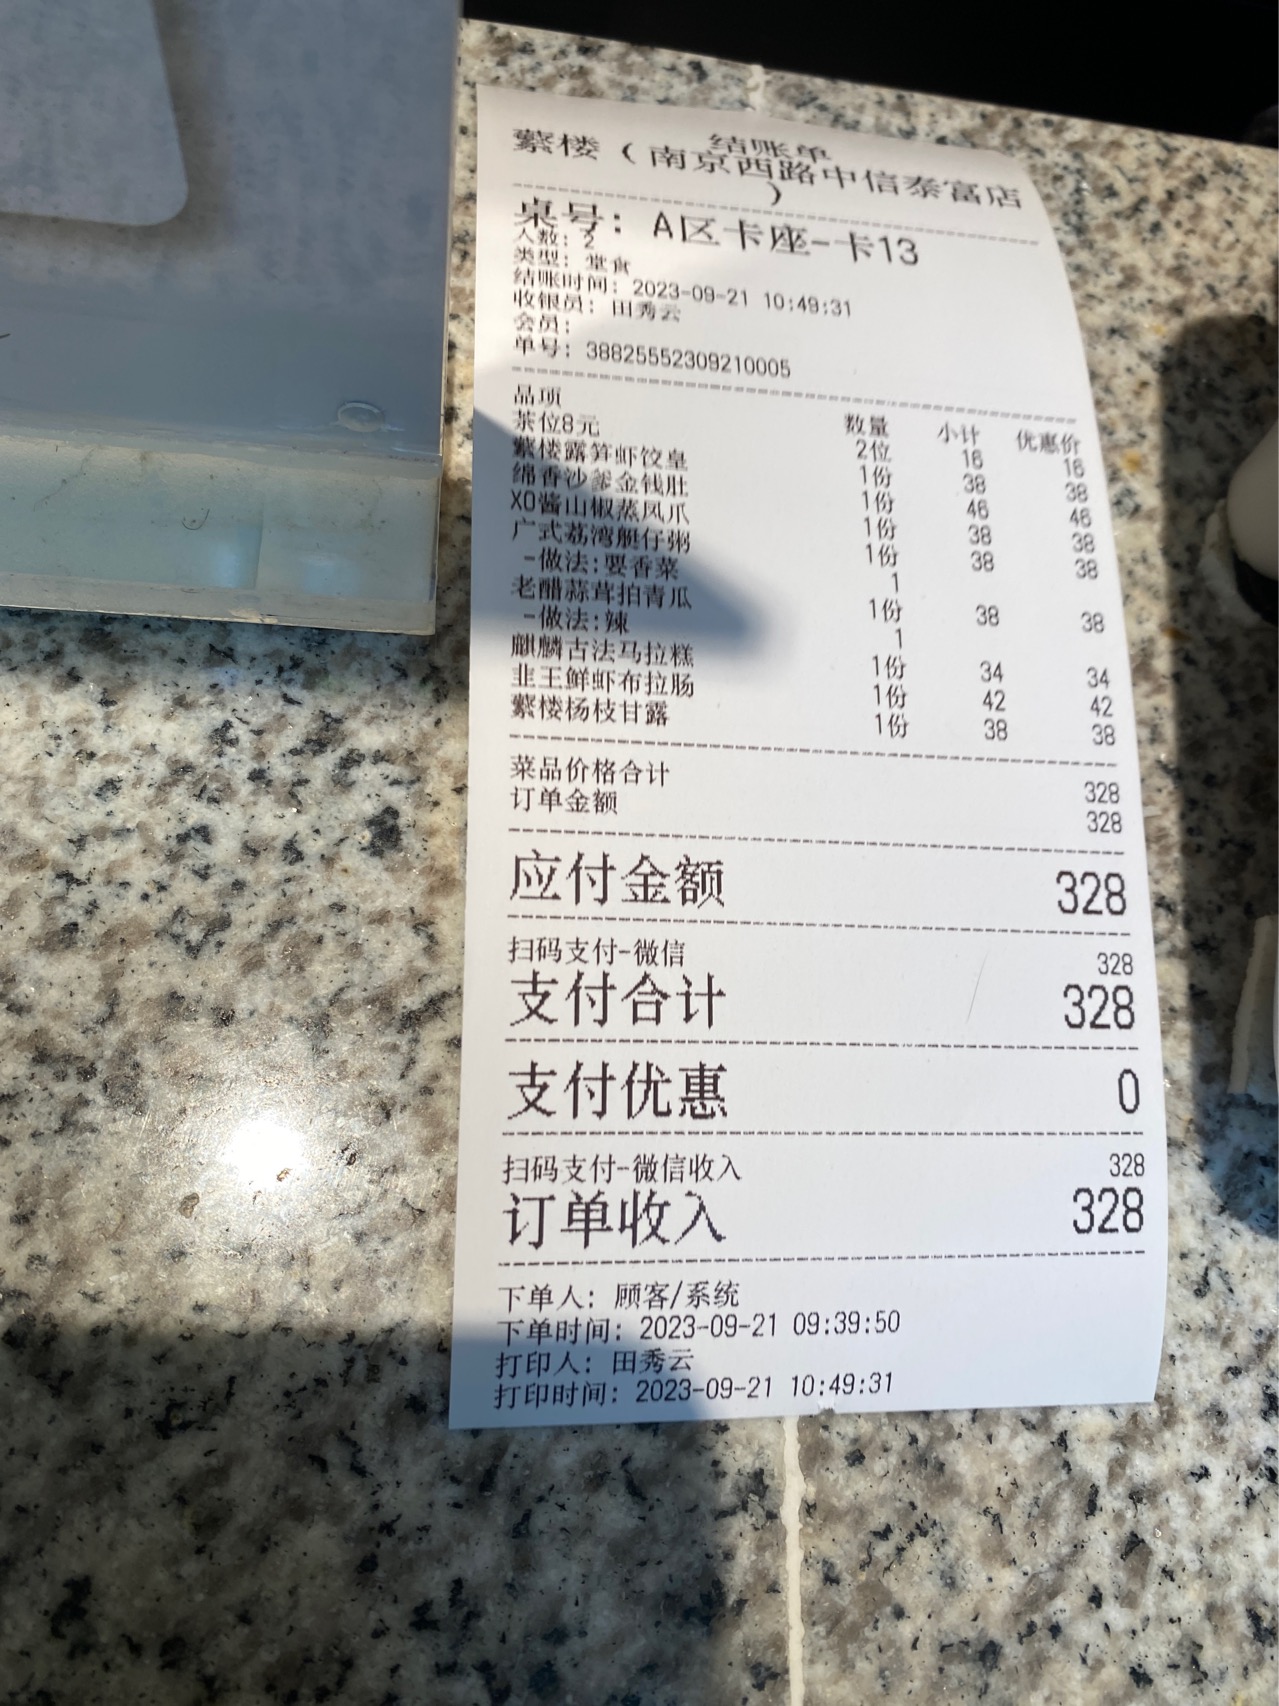 结账单
蘩楼（南京西路中信泰富店
）
桌号：A区卡座-卡13
人数：2
类型：堂食
结账时间：2023-09-21 10:49:31
收银员：田秀云
会员：
单号：388255552309210005
品项 数量 小计 优惠价
茶位8元 2位 16 16
蘩楼露笋虾饺皇 1份 38 38
绵香沙爹金钱肚 1份 46 46
XO酱山椒蒸凤爪 1份 38 38
广式荔湾艇仔粥 1份 38 38
-做法:要香菜 1
老醋蒜茸拍青瓜 1份 38 38
-做法:辣 1
麒麟古法马拉糕 1份 34 34
韭王鲜虾布拉肠 1份 42 42
蘩楼杨枝甘露 1份 38 38
菜品价格合计 328
订单金额 328
应付金额 328
扫码支付-微信 328
支付合计 328
支付优惠 0
扫码支付-微信收入 328
订单收入 328
下单人：顾客/系统
下单时间：2023-09-21 09:39:50
打印人：田秀云
打印时间：2023-09-21 10:49:31